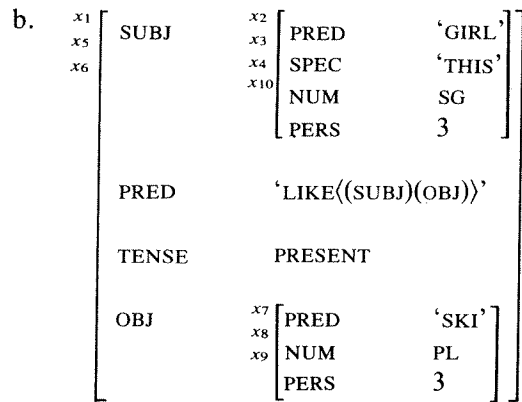 b. x1 SUBJ x2 PRED ‘GIRL’
x5 x3 SPEC ‘THIS’
x6 x4 NUM SG
x10 PERS 3
PRED ‘LIKE⟨(SUBJ)(OBJ)⟩’
TENSE PRESENT
OBJ x7 PRED ‘SKI’
x8 NUM PL
x9 PERS 3